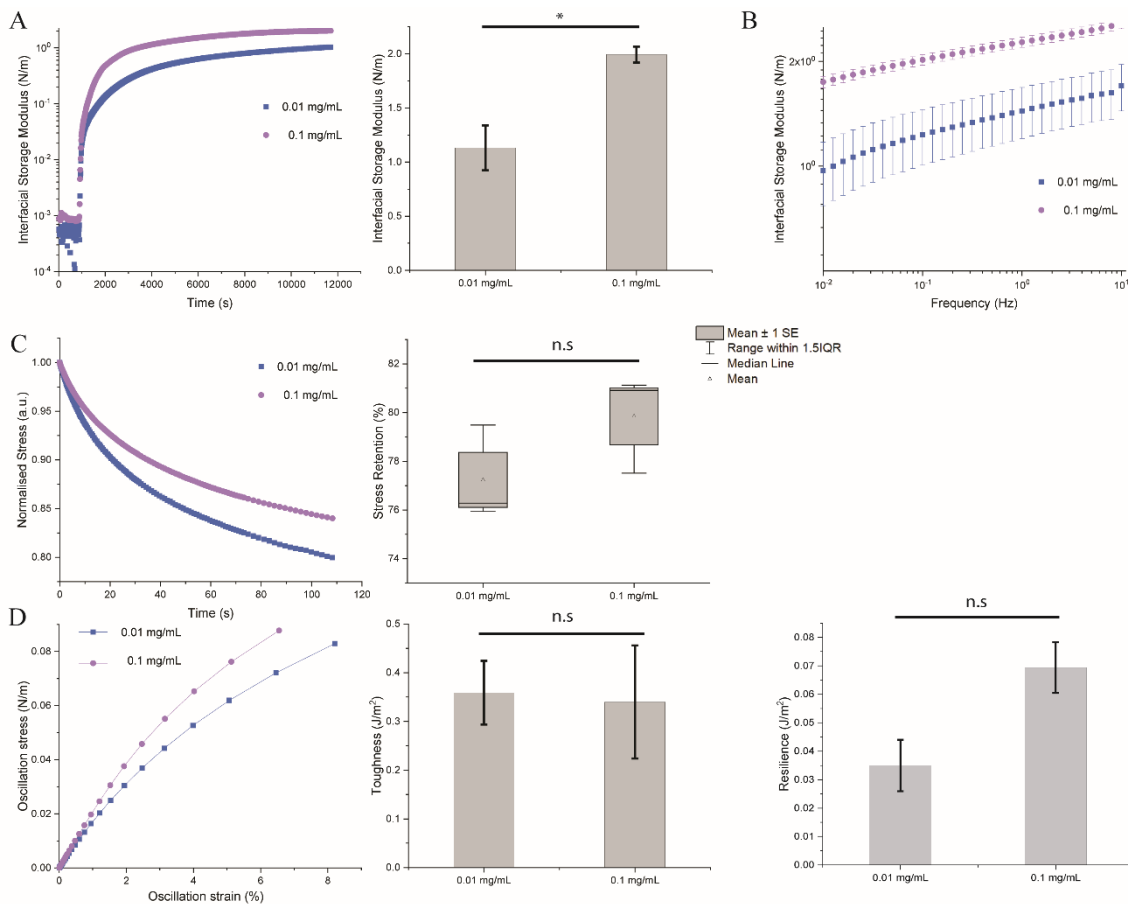 A
Interfacial Storage Modulus (N/m)
10⁰
10⁻¹
10⁻²
10⁻³
10⁻⁴
0.01 mg/mL
0.1 mg/mL
0 2000 4000 6000 8000 10000 12000
Time (s)
*
Interfacial Storage Modulus (N/m)
2.0
1.5
1.0
0.5
0.0
0.01 mg/mL 0.1 mg/mL
B
Interfacial Storage Modulus (N/m)
2×10⁰
10⁰
0.01 mg/mL
0.1 mg/mL
10⁻² 10⁻¹ 10⁰ 10¹
Frequency (Hz)
C
Normalised Stress (a.u.)
1.00
0.95
0.90
0.85
0.80
0.01 mg/mL
0.1 mg/mL
0 20 40 60 80 100 120
Time (s)
n.s
Stress Retention (%)
82
80
78
76
74
0.01 mg/mL 0.1 mg/mL
Mean ± 1 SE
Range within 1.5IQR
Median Line
Mean
D
Oscillation stress (N/m)
0.08
0.06
0.04
0.02
0.00
0.01 mg/mL
0.1 mg/mL
0 2 4 6 8
Oscillation strain (%)
n.s
Toughness (J/m²)
0.5
0.4
0.3
0.2
0.1
0.0
0.01 mg/mL 0.1 mg/mL
n.s
Resilience (J/m²)
0.09
0.08
0.07
0.06
0.05
0.04
0.03
0.02
0.01
0.00
0.01 mg/mL 0.1 mg/mL